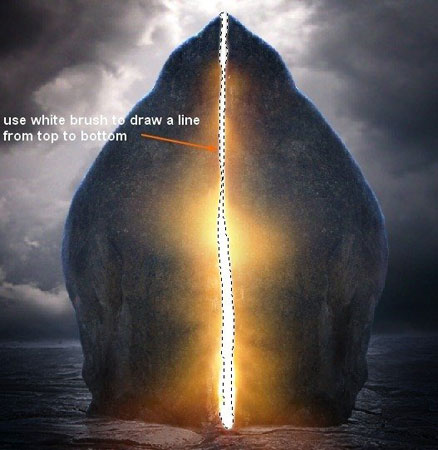 use white brush to draw a line
from top to bottom